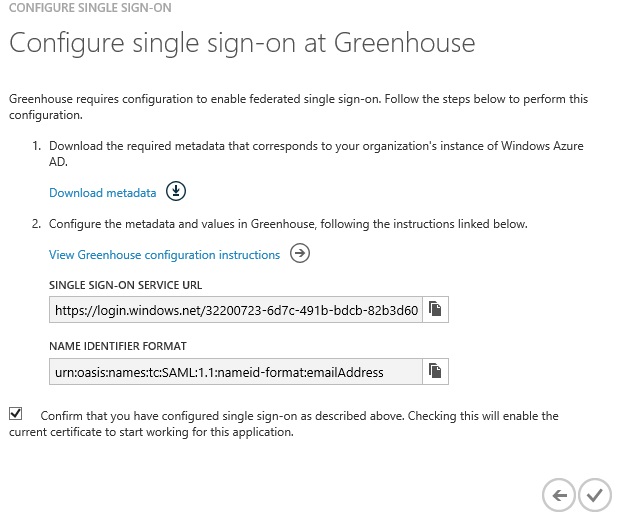 CONFIGURE SINGLE SIGN-ON
Configure single sign-on at Greenhouse
Greenhouse requires configuration to enable federated single sign-on. Follow the steps below to perform this
configuration.
1. Download the required metadata that corresponds to your organization's instance of Windows Azure
AD.
Download metadata
2. Configure the metadata and values in Greenhouse, following the instructions linked below.
View Greenhouse configuration instructions
SINGLE SIGN-ON SERVICE URL
https://login.windows.net/32200723-6d7c-491b-bdcb-82b3d60
NAME IDENTIFIER FORMAT
urn:oasis:names:tc:SAML:1.1:nameid-format:emailAddress
Confirm that you have configured single sign-on as described above. Checking this will enable the
current certificate to start working for this application.